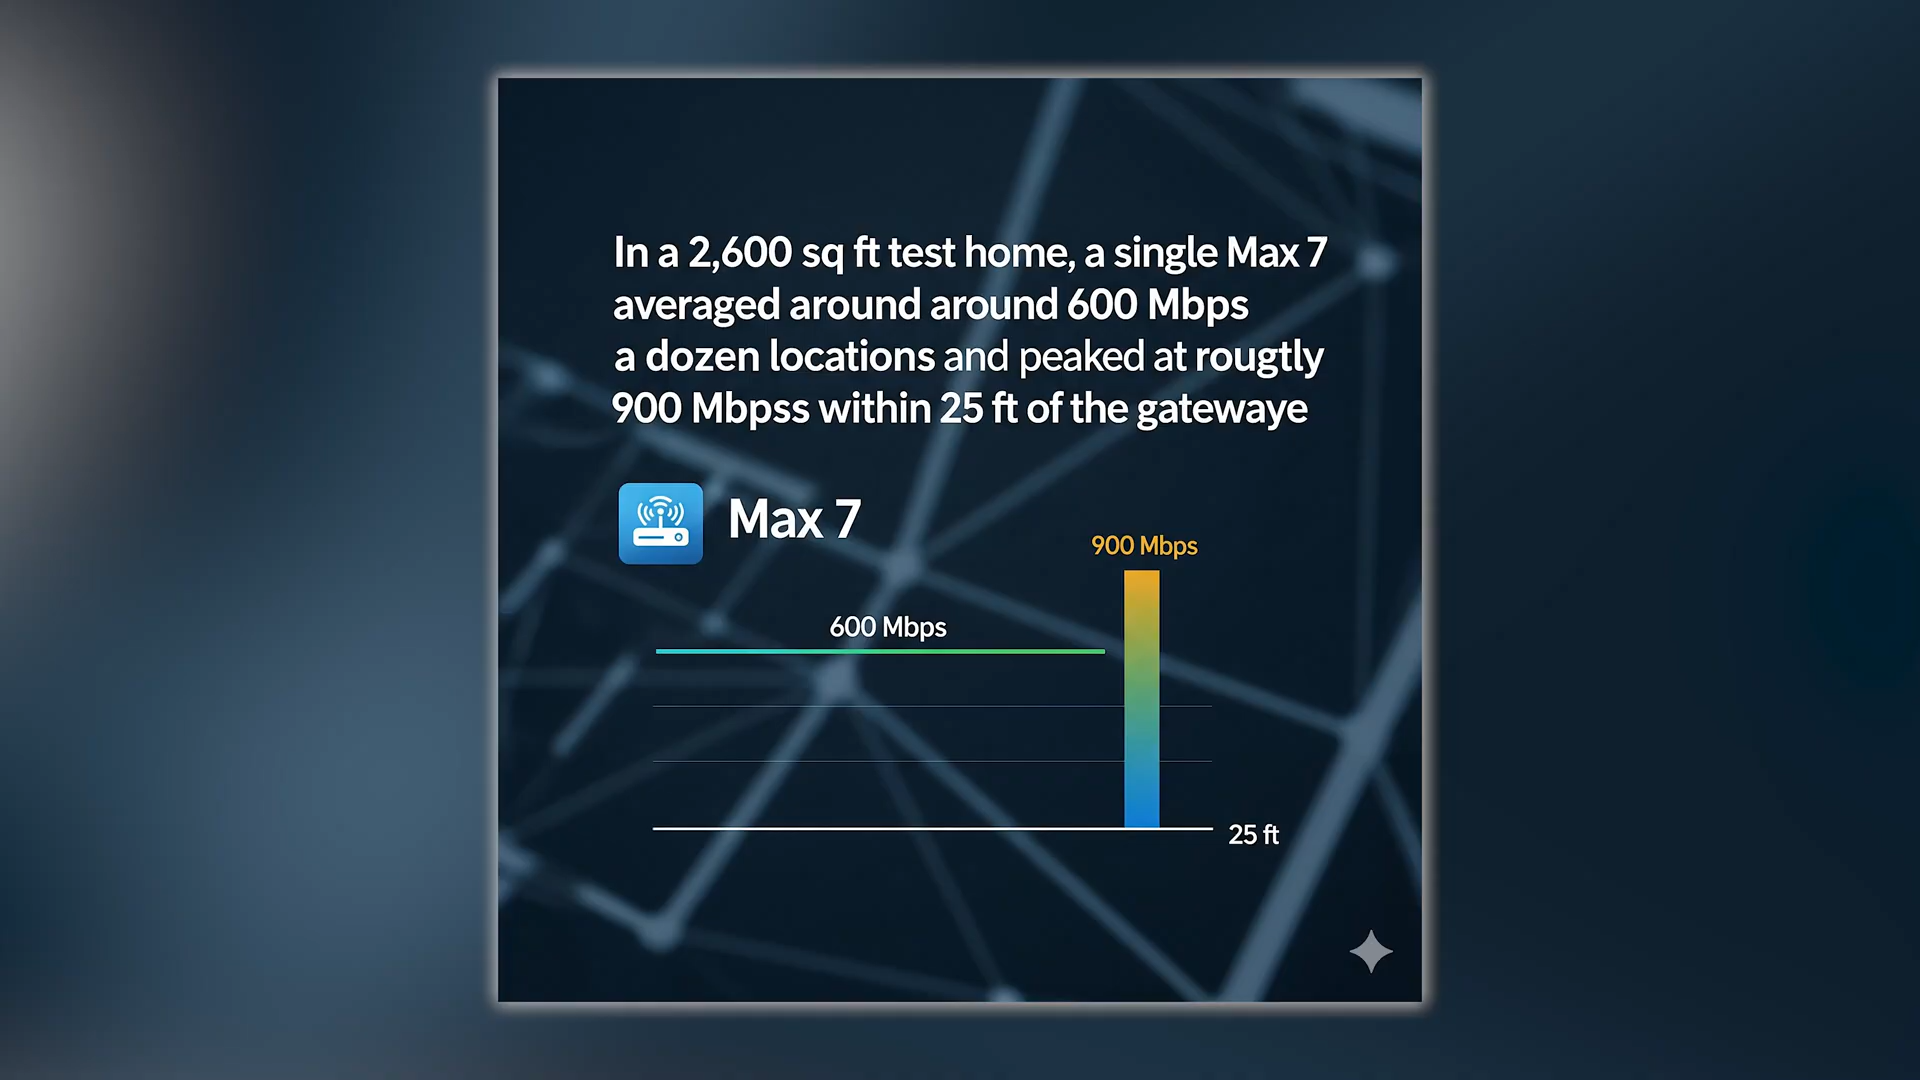 In a 2,600 sq ft test home, a single Max 7
averaged around around 600 Mbps
a dozen locations and peaked at rougtly
900 Mbpss within 25 ft of the gatewaye
Max 7
900 Mbps
600 Mbps
25 ft